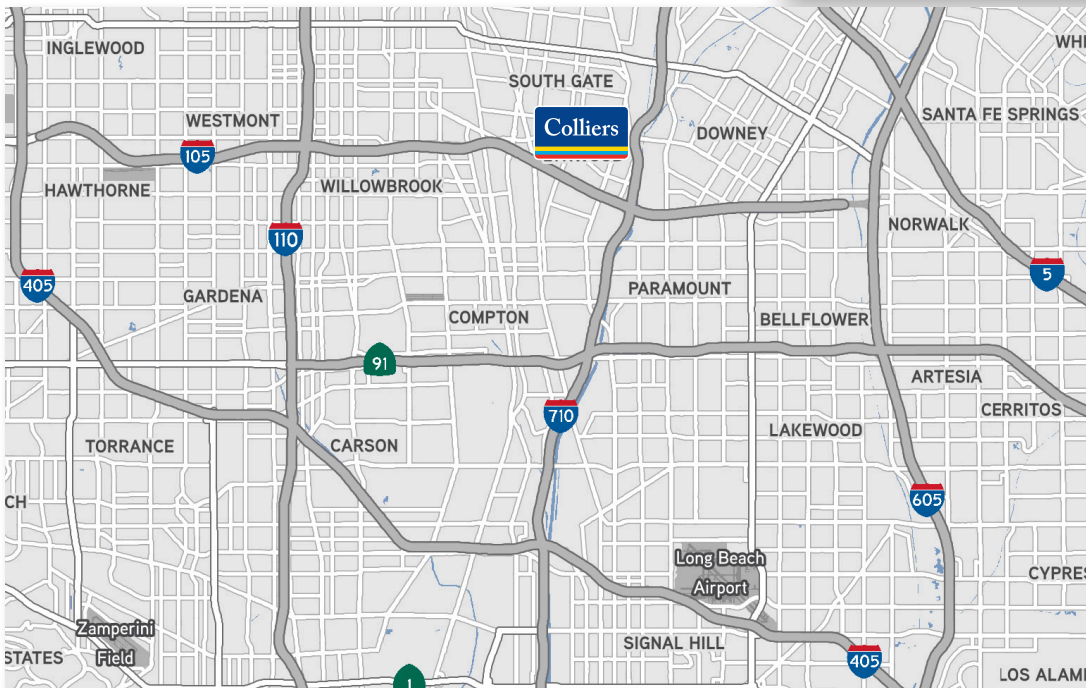 INGLEWOOD
SOUTH GATE
WESTMONT
Colliers
DOWNEY
SANTA FE SPRINGS
105
HAWTHORNE
WILLOWBROOK
NORWALK
110
405
5
GARDENA
PARAMOUNT
COMPTON
BELLFLOWER
91
ARTESIA
CERRITOS
710
TORRANCE
CARSON
LAKEWOOD
CH
605
Long Beach
Airport
CYPRES
Zamperini
Field
SIGNAL HILL
STATES
405
LOS ALAMI
1